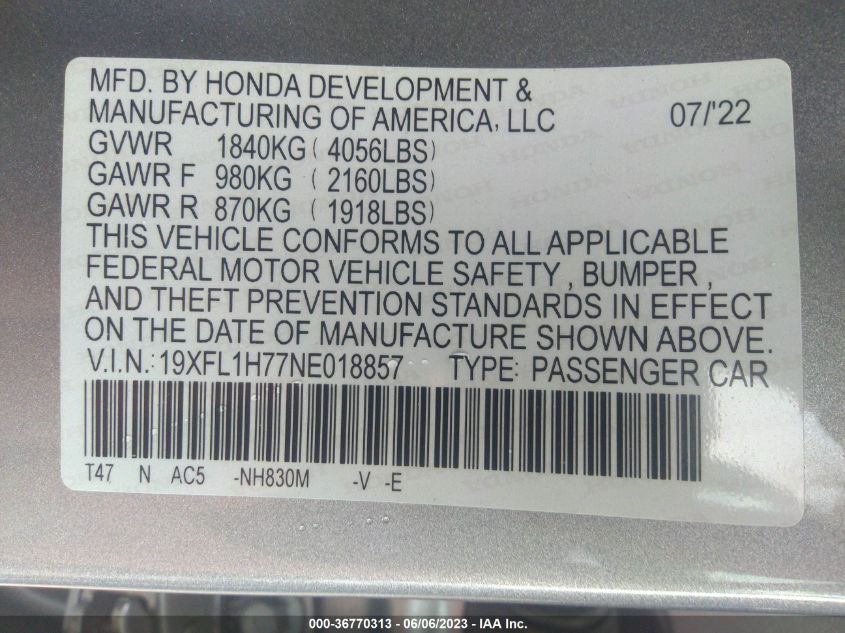 MFD. BY HONDA DEVELOPMENT &
MANUFACTURING OF AMERICA, LLC 07/'22
GVWR 1840KG ( 4056LBS)
GAWR F 980KG ( 2160LBS)
GAWR R 870KG ( 1918LBS)
THIS VEHICLE CONFORMS TO ALL APPLICABLE
FEDERAL MOTOR VEHICLE SAFETY , BUMPER ,
AND THEFT PREVENTION STANDARDS IN EFFECT
ON THE DATE OF MANUFACTURE SHOWN ABOVE.
V.I.N.: 19XFL1H77NE018857 TYPE: PASSENGER CAR
T47 N AC5 -NH830M -V -E
000-36770313 - 06/06/2023 - IAA Inc.